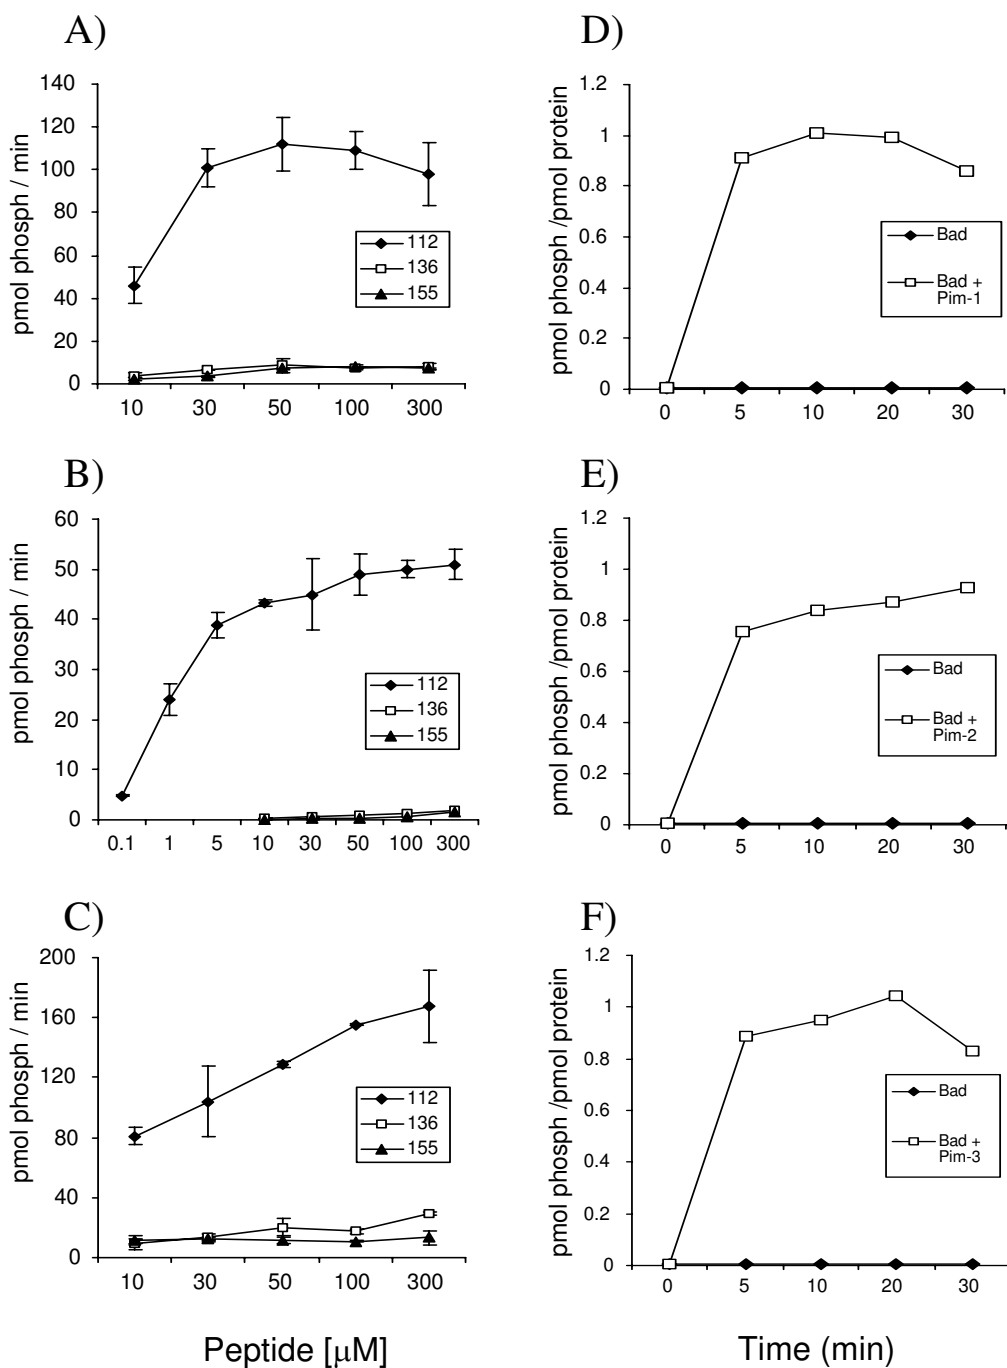 A)
pmol phosph / min
140
120
100
80
60
40
20
0
10 30 50 100 300
112
136
155
D)
pmol phosph /pmol protein
1.2
1
0.8
0.6
0.4
0.2
0
0 5 10 20 30
Bad
Bad +
Pim-1
B)
pmol phosph / min
60
50
40
30
20
10
0
0.1 1 5 10 30 50 100 300
112
136
155
E)
pmol phosph /pmol protein
1.2
1
0.8
0.6
0.4
0.2
0
0 5 10 20 30
Bad
Bad +
Pim-2
C)
pmol phosph / min
200
160
120
80
40
0
10 30 50 100 300
112
136
155
Peptide [μM]
F)
pmol phosph /pmol protein
1.2
1
0.8
0.6
0.4
0.2
0
0 5 10 20 30
Bad
Bad +
Pim-3
Time (min)